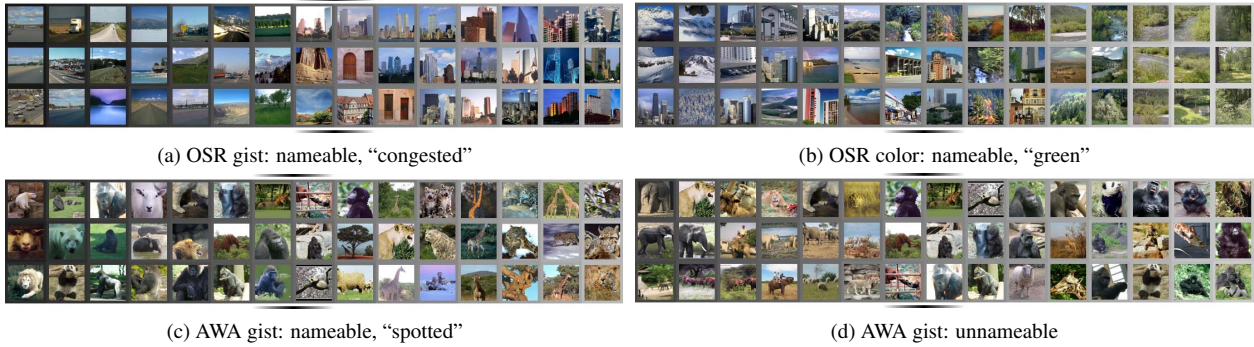 (a) OSR gist: nameable, “congested”
(b) OSR color: nameable, “green”
(c) AWA gist: nameable, “spotted”
(d) AWA gist: unnameable